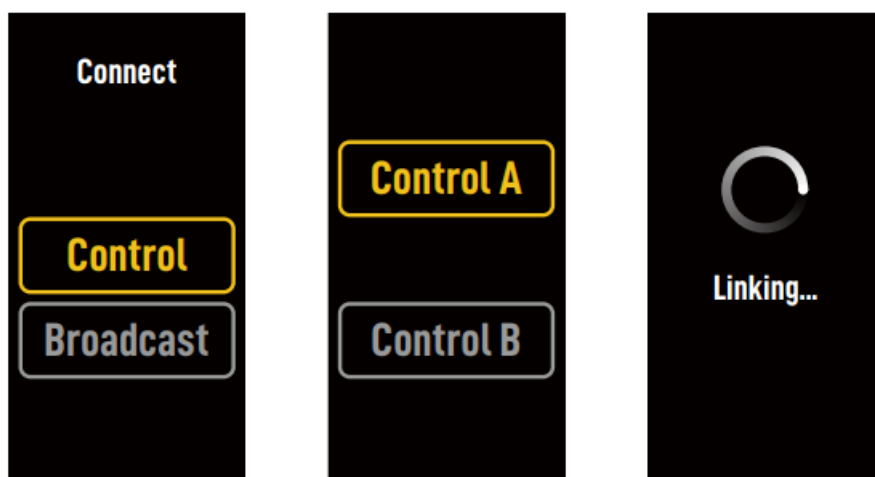 Connect
Control
Broadcast
Control A
Control B
Linking...